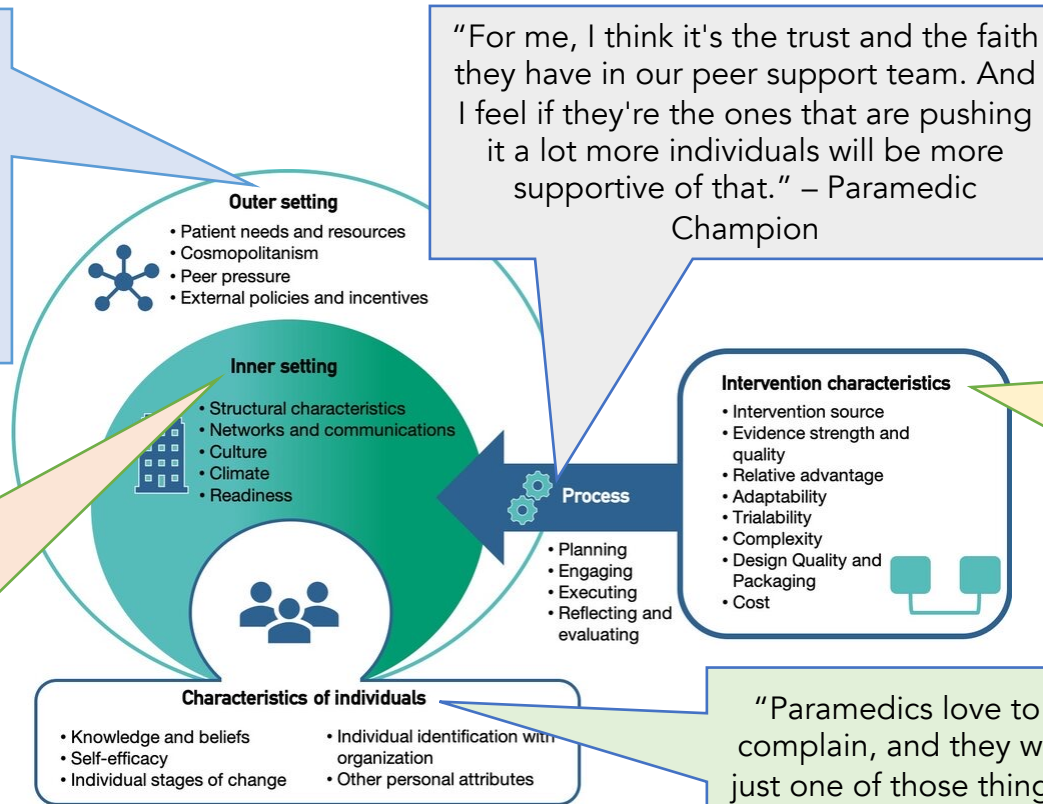 “For me, I think it's the trust and the faith
they have in our peer support team. And
I feel if they're the ones that are pushing
it a lot more individuals will be more
supportive of that.” – Paramedic
Champion
Outer setting
• Patient needs and resources
• Cosmopolitanism
• Peer pressure
• External policies and incentives
Inner setting
• Structural characteristics
• Networks and communications
• Culture
• Climate
• Readiness
Process
• Planning
• Engaging
• Executing
• Reflecting and
evaluating
Intervention characteristics
• Intervention source
• Evidence strength and
quality
• Relative advantage
• Adaptability
• Trialability
• Complexity
• Design Quality and
Packaging
• Cost
Characteristics of individuals
• Knowledge and beliefs
• Self-efficacy
• Individual stages of change
• Individual identification with
organization
• Other personal attributes
“Paramedics love to
complain, and they w
just one of those thing